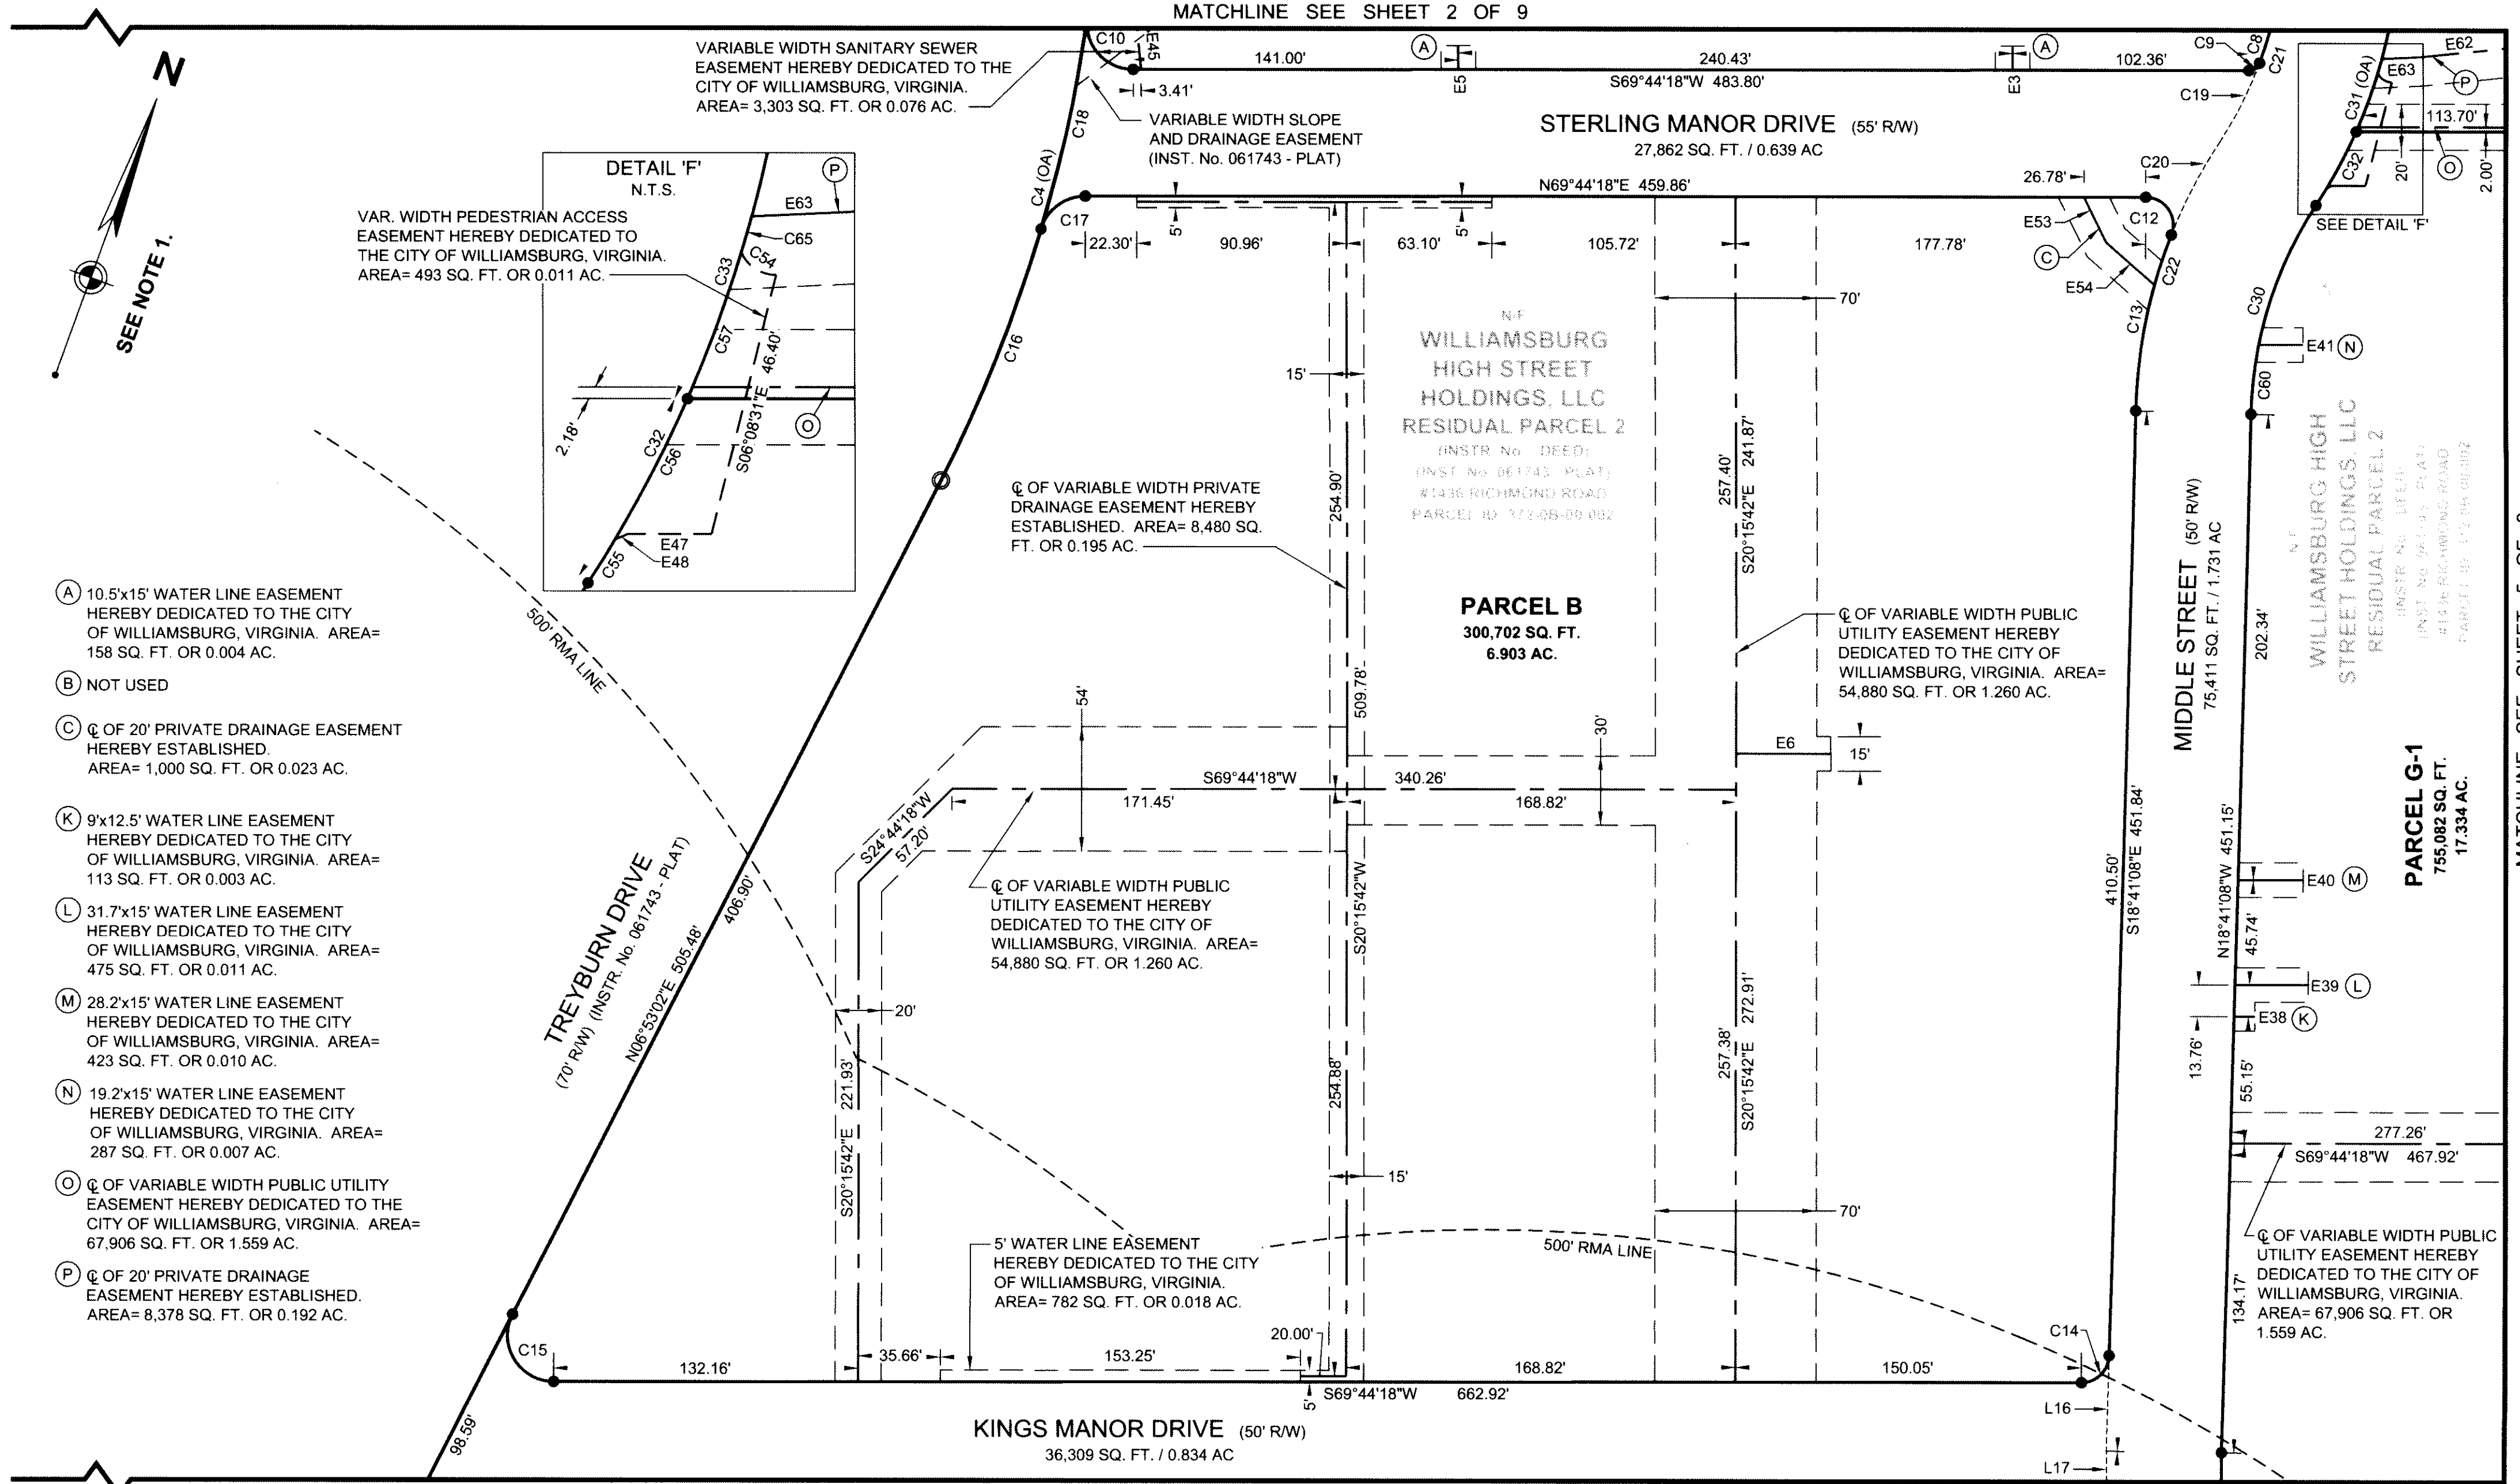 MATCHLINE SEE SHEET 2 OF 9
N
SEE NOTE 1.
VARIABLE WIDTH SANITARY SEWER
EASEMENT HEREBY DEDICATED TO THE
CITY OF WILLIAMSBURG, VIRGINIA.
AREA= 3,303 SQ. FT. OR 0.076 AC.
C10
E45
141.00'
A
E5
240.43'
S69°44'18"W 483.80'
A
E3
102.36'
C9
C8
C21
C19
3.41'
C18
VARIABLE WIDTH SLOPE
AND DRAINAGE EASEMENT
(INST. No. 061743 - PLAT)
STERLING MANOR DRIVE (55' R/W)
27,862 SQ. FT. / 0.639 AC
C20
E62
E63
P
C31 (OA)
113.70'
C32
20'
O
2.00'
SEE DETAIL 'F'
DETAIL 'F'
N.T.S.
P
E63
VAR. WIDTH PEDESTRIAN ACCESS
EASEMENT HEREBY DEDICATED TO
THE CITY OF WILLIAMSBURG, VIRGINIA.
AREA= 493 SQ. FT. OR 0.011 AC.
C65
C54
C33
C57
46.40'
S06°08'31"E
O
2.18'
C32
C56
E47
E48
C55
C4 (OA)
C17
N69°44'18"E 459.86'
26.78'
C12
E53
C
E54
C22
C13
22.30'
5'
90.96'
63.10'
5'
105.72'
177.78'
C16
C30
E41 N
C60
70'
15'
N/F
WILLIAMSBURG
HIGH STREET
HOLDINGS, LLC
RESIDUAL PARCEL 2
(INSTR. No. DEED)
(INST. No. 061743 - PLAT)
#1436 RICHMOND ROAD
PARCEL ID: 372-0B-00-002
254.90'
257.40'
S20°15'42"E 241.87'
℄ OF VARIABLE WIDTH PRIVATE
DRAINAGE EASEMENT HEREBY
ESTABLISHED. AREA= 8,480 SQ.
FT. OR 0.195 AC.
PARCEL B
300,702 SQ. FT.
6.903 AC.
℄ OF VARIABLE WIDTH PUBLIC
UTILITY EASEMENT HEREBY
DEDICATED TO THE CITY OF
WILLIAMSBURG, VIRGINIA. AREA=
54,880 SQ. FT. OR 1.260 AC.
MIDDLE STREET (50' R/W)
75,411 SQ. FT. / 1.731 AC
202.34'
N/F
WILLIAMSBURG HIGH
STREET HOLDINGS, LLC
RESIDUAL PARCEL 2
#1436 RICHMOND ROAD
PARCEL G-1
755,082 SQ. FT.
17.334 AC.
MATCHLINE SEE SHEET 5 OF 9
500' RMA LINE
A 10.5'x15' WATER LINE EASEMENT
HEREBY DEDICATED TO THE CITY
OF WILLIAMSBURG, VIRGINIA. AREA=
158 SQ. FT. OR 0.004 AC.
B NOT USED
C ℄ OF 20' PRIVATE DRAINAGE EASEMENT
HEREBY ESTABLISHED.
AREA= 1,000 SQ. FT. OR 0.023 AC.
K 9'x12.5' WATER LINE EASEMENT
HEREBY DEDICATED TO THE CITY
OF WILLIAMSBURG, VIRGINIA. AREA=
113 SQ. FT. OR 0.003 AC.
L 31.7'x15' WATER LINE EASEMENT
HEREBY DEDICATED TO THE CITY
OF WILLIAMSBURG, VIRGINIA. AREA=
475 SQ. FT. OR 0.011 AC.
M 28.2'x15' WATER LINE EASEMENT
HEREBY DEDICATED TO THE CITY
OF WILLIAMSBURG, VIRGINIA. AREA=
423 SQ. FT. OR 0.010 AC.
N 19.2'x15' WATER LINE EASEMENT
HEREBY DEDICATED TO THE CITY
OF WILLIAMSBURG, VIRGINIA. AREA=
287 SQ. FT. OR 0.007 AC.
O ℄ OF VARIABLE WIDTH PUBLIC UTILITY
EASEMENT HEREBY DEDICATED TO THE
CITY OF WILLIAMSBURG, VIRGINIA. AREA=
67,906 SQ. FT. OR 1.559 AC.
P ℄ OF 20' PRIVATE DRAINAGE
EASEMENT HEREBY ESTABLISHED.
AREA= 8,378 SQ. FT. OR 0.192 AC.
54'
509.78'
30'
E6
15'
S69°44'18"W 340.26'
171.45'
168.82'
S24°44'18"W
57.20'
℄ OF VARIABLE WIDTH PUBLIC
UTILITY EASEMENT HEREBY
DEDICATED TO THE CITY OF
WILLIAMSBURG, VIRGINIA. AREA=
54,880 SQ. FT. OR 1.260 AC.
S20°15'42"W
410.50'
S18°41'08"E 451.84'
N18°41'08"W 451.15'
E40 M
45.74'
E39 L
E38 K
13.76'
55.15'
TREYBURN DRIVE
(70' R/W) (INSTR. No. 061743 - PLAT)
406.90'
N06°53'02"E 505.48'
20'
S20°15'42"E 221.93'
254.88'
257.38'
S20°15'42"E 272.91'
15'
70'
277.26'
S69°44'18"W 467.92'
℄ OF VARIABLE WIDTH PUBLIC
UTILITY EASEMENT HEREBY
DEDICATED TO THE CITY OF
WILLIAMSBURG, VIRGINIA.
AREA= 67,906 SQ. FT. OR
1.559 AC.
134.17'
5' WATER LINE EASEMENT
HEREBY DEDICATED TO THE CITY
OF WILLIAMSBURG, VIRGINIA.
AREA= 782 SQ. FT. OR 0.018 AC.
500' RMA LINE
C15
132.16'
35.66'
153.25'
20.00'
168.82'
150.05'
C14
5'
S69°44'18"W 662.92'
L16
L17
98.59'
KINGS MANOR DRIVE (50' R/W)
36,309 SQ. FT. / 0.834 AC